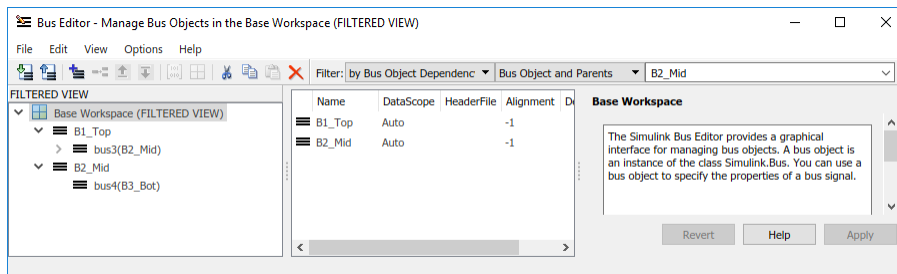 Bus Editor - Manage Bus Objects in the Base Workspace (FILTERED VIEW)
File Edit View Options Help
Filter: by Bus Object Dependenc Bus Object and Parents B2_Mid
FILTERED VIEW
Base Workspace (FILTERED VIEW)
B1_Top
bus3(B2_Mid)
B2_Mid
bus4(B3_Bot)
Name DataScope HeaderFile Alignment De
B1_Top Auto -1
B2_Mid Auto -1
Base Workspace
The Simulink Bus Editor provides a graphical
interface for managing bus objects. A bus object is
an instance of the class Simulink.Bus. You can use
a bus object to specify the properties of a bus signal.
Revert Help Apply